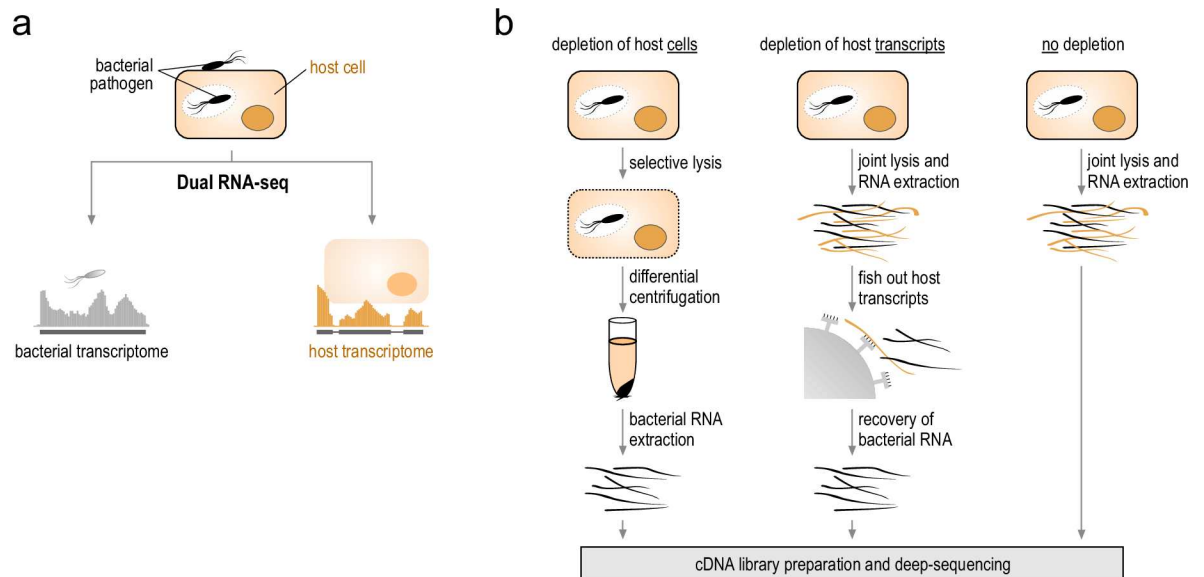 a
bacterial
pathogen
host cell
Dual RNA-seq
bacterial transcriptome
host transcriptome
b
depletion of host cells
selective lysis
differential
centrifugation
bacterial RNA
extraction
depletion of host transcripts
joint lysis and
RNA extraction
fish out host
transcripts
recovery of
bacterial RNA
no depletion
joint lysis and
RNA extraction
cDNA library preparation and deep-sequencing